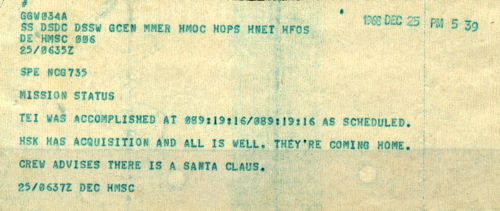 GGW034A
1968 DEC 25 PM 5 39
SS DSDC DSSW GCEN MMER HMOC HOPS HNET HFOS
DE HMSC 006
25/0635Z
SPE NCG735
MISSION STATUS
TEI WAS ACCOMPLISHED AT 089:19:16/089:19:16 AS SCHEDULED.
HSK HAS ACQUISITION AND ALL IS WELL. THEY'RE COMING HOME.
CREW ADVISES THERE IS A SANTA CLAUS.
25/0637Z DEC HMSC